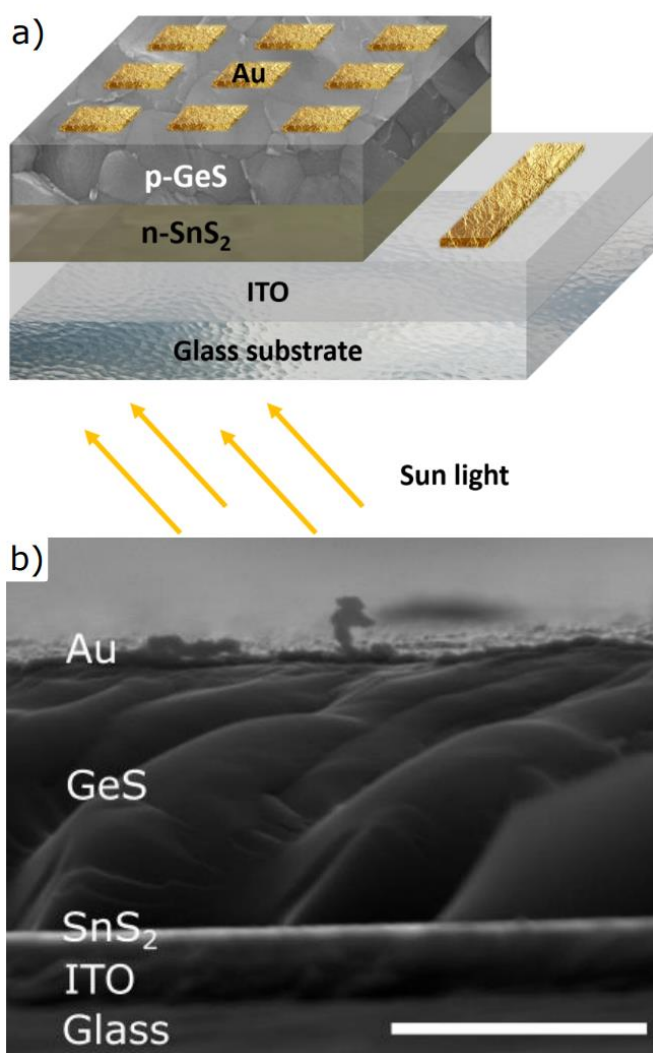 a)
Au
p-GeS
n-SnS₂
ITO
Glass substrate
Sun light
b)
Au
GeS
SnS₂
ITO
Glass